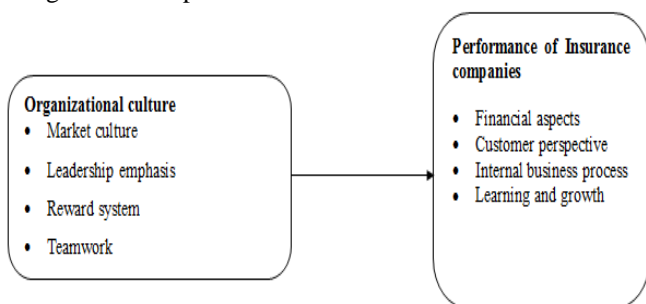 Organizational culture
• Market culture
• Leadership emphasis
• Reward system
• Teamwork
Performance of Insurance
companies
• Financial aspects
• Customer perspective
• Internal business process
• Learning and growth